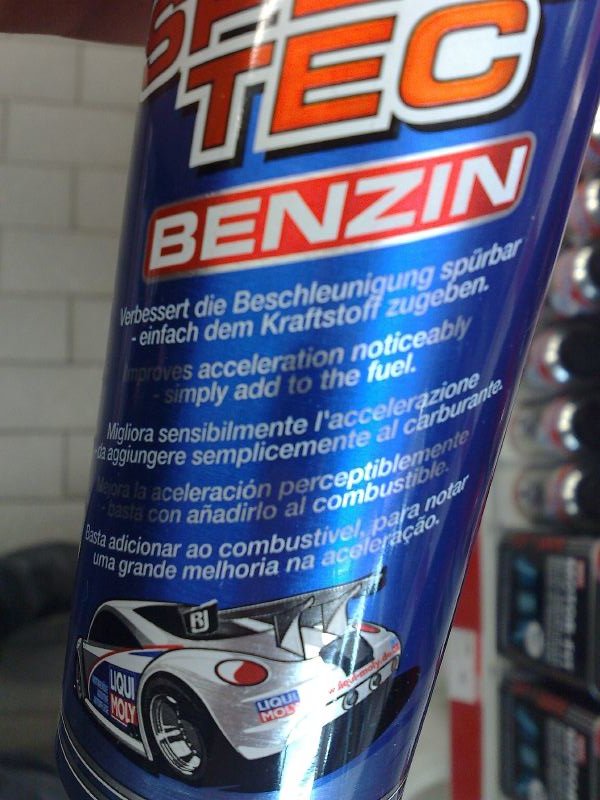 TEC
BENZIN
Verbessert die Beschleunigung spürbar
- einfach dem Kraftstoff zugeben.
Improves acceleration noticeably
- simply add to the fuel.
Migliora sensibilmente l'accelerazione
- da aggiungere semplicemente al carburante.
Mejora la aceleración perceptiblemente
- basta con añadirlo al combustible.
Basta adicionar ao combustível, para notar
uma grande melhoria na aceleração.
LIQUI
MOLY
LIQUI
MOLY